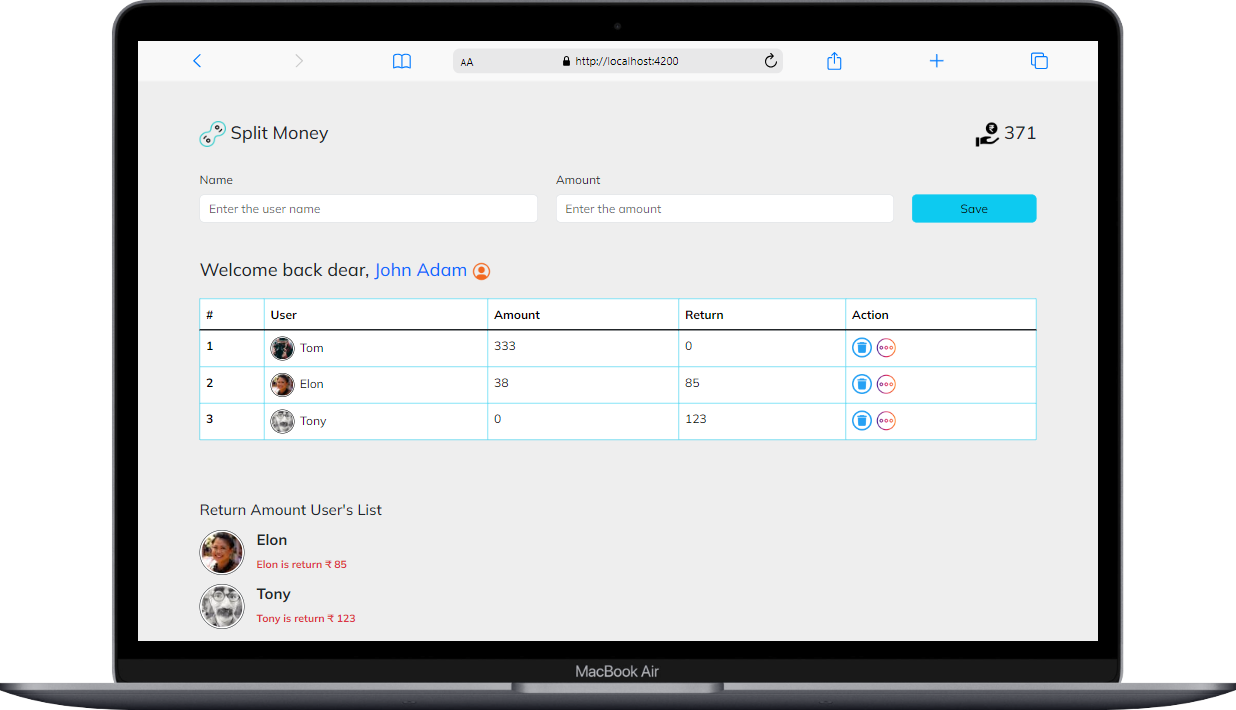 AA http://localhost:4200
Split Money 371
Name Amount
Enter the user name Enter the amount Save
Welcome back dear, John Adam
# User Amount Return Action
1 Tom 333 0
2 Elon 38 85
3 Tony 0 123
Return Amount User's List
Elon
Elon is return ₹ 85
Tony
Tony is return ₹ 123
MacBook Air